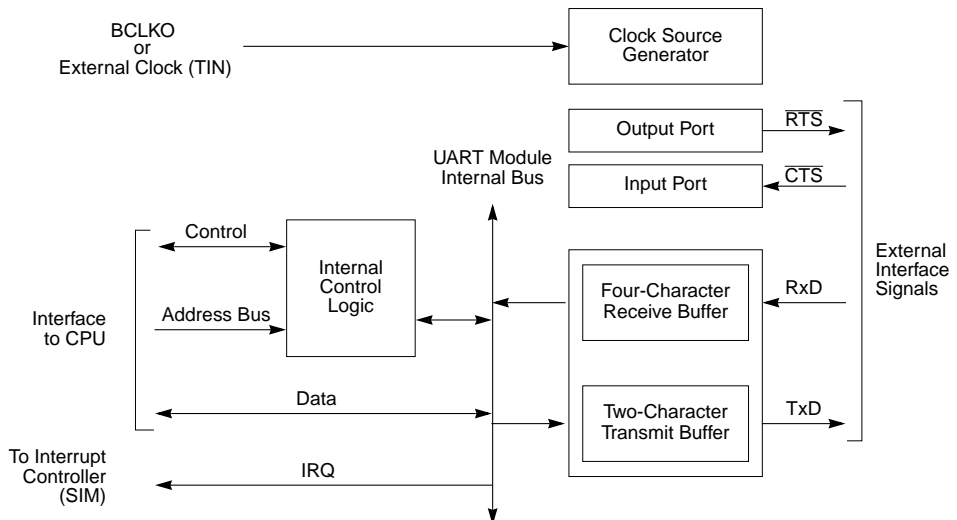 BCLKO
or
External Clock (TIN)
Clock Source
Generator
Output Port
RTS
UART Module
Internal Bus
Input Port
CTS
Control
Internal
Control
Logic
Address Bus
Interface
to CPU
Four-Character
Receive Buffer
RxD
External
Interface
Signals
Data
Two-Character
Transmit Buffer
TxD
To Interrupt
Controller
(SIM)
IRQ